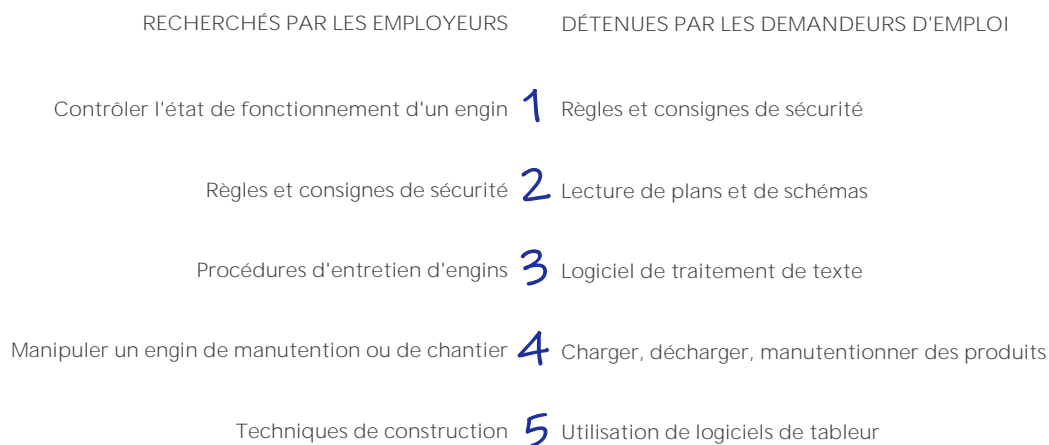 RECHERCHÉS PAR LES EMPLOYEURS DÉTENUES PAR LES DEMANDEURS D'EMPLOI
Contrôler l'état de fonctionnement d'un engin 1 Règles et consignes de sécurité
Règles et consignes de sécurité 2 Lecture de plans et de schémas
Procédures d'entretien d'engins 3 Logiciel de traitement de texte
Manipuler un engin de manutention ou de chantier 4 Charger, décharger, manutentionner des produits
Techniques de construction 5 Utilisation de logiciels de tableur